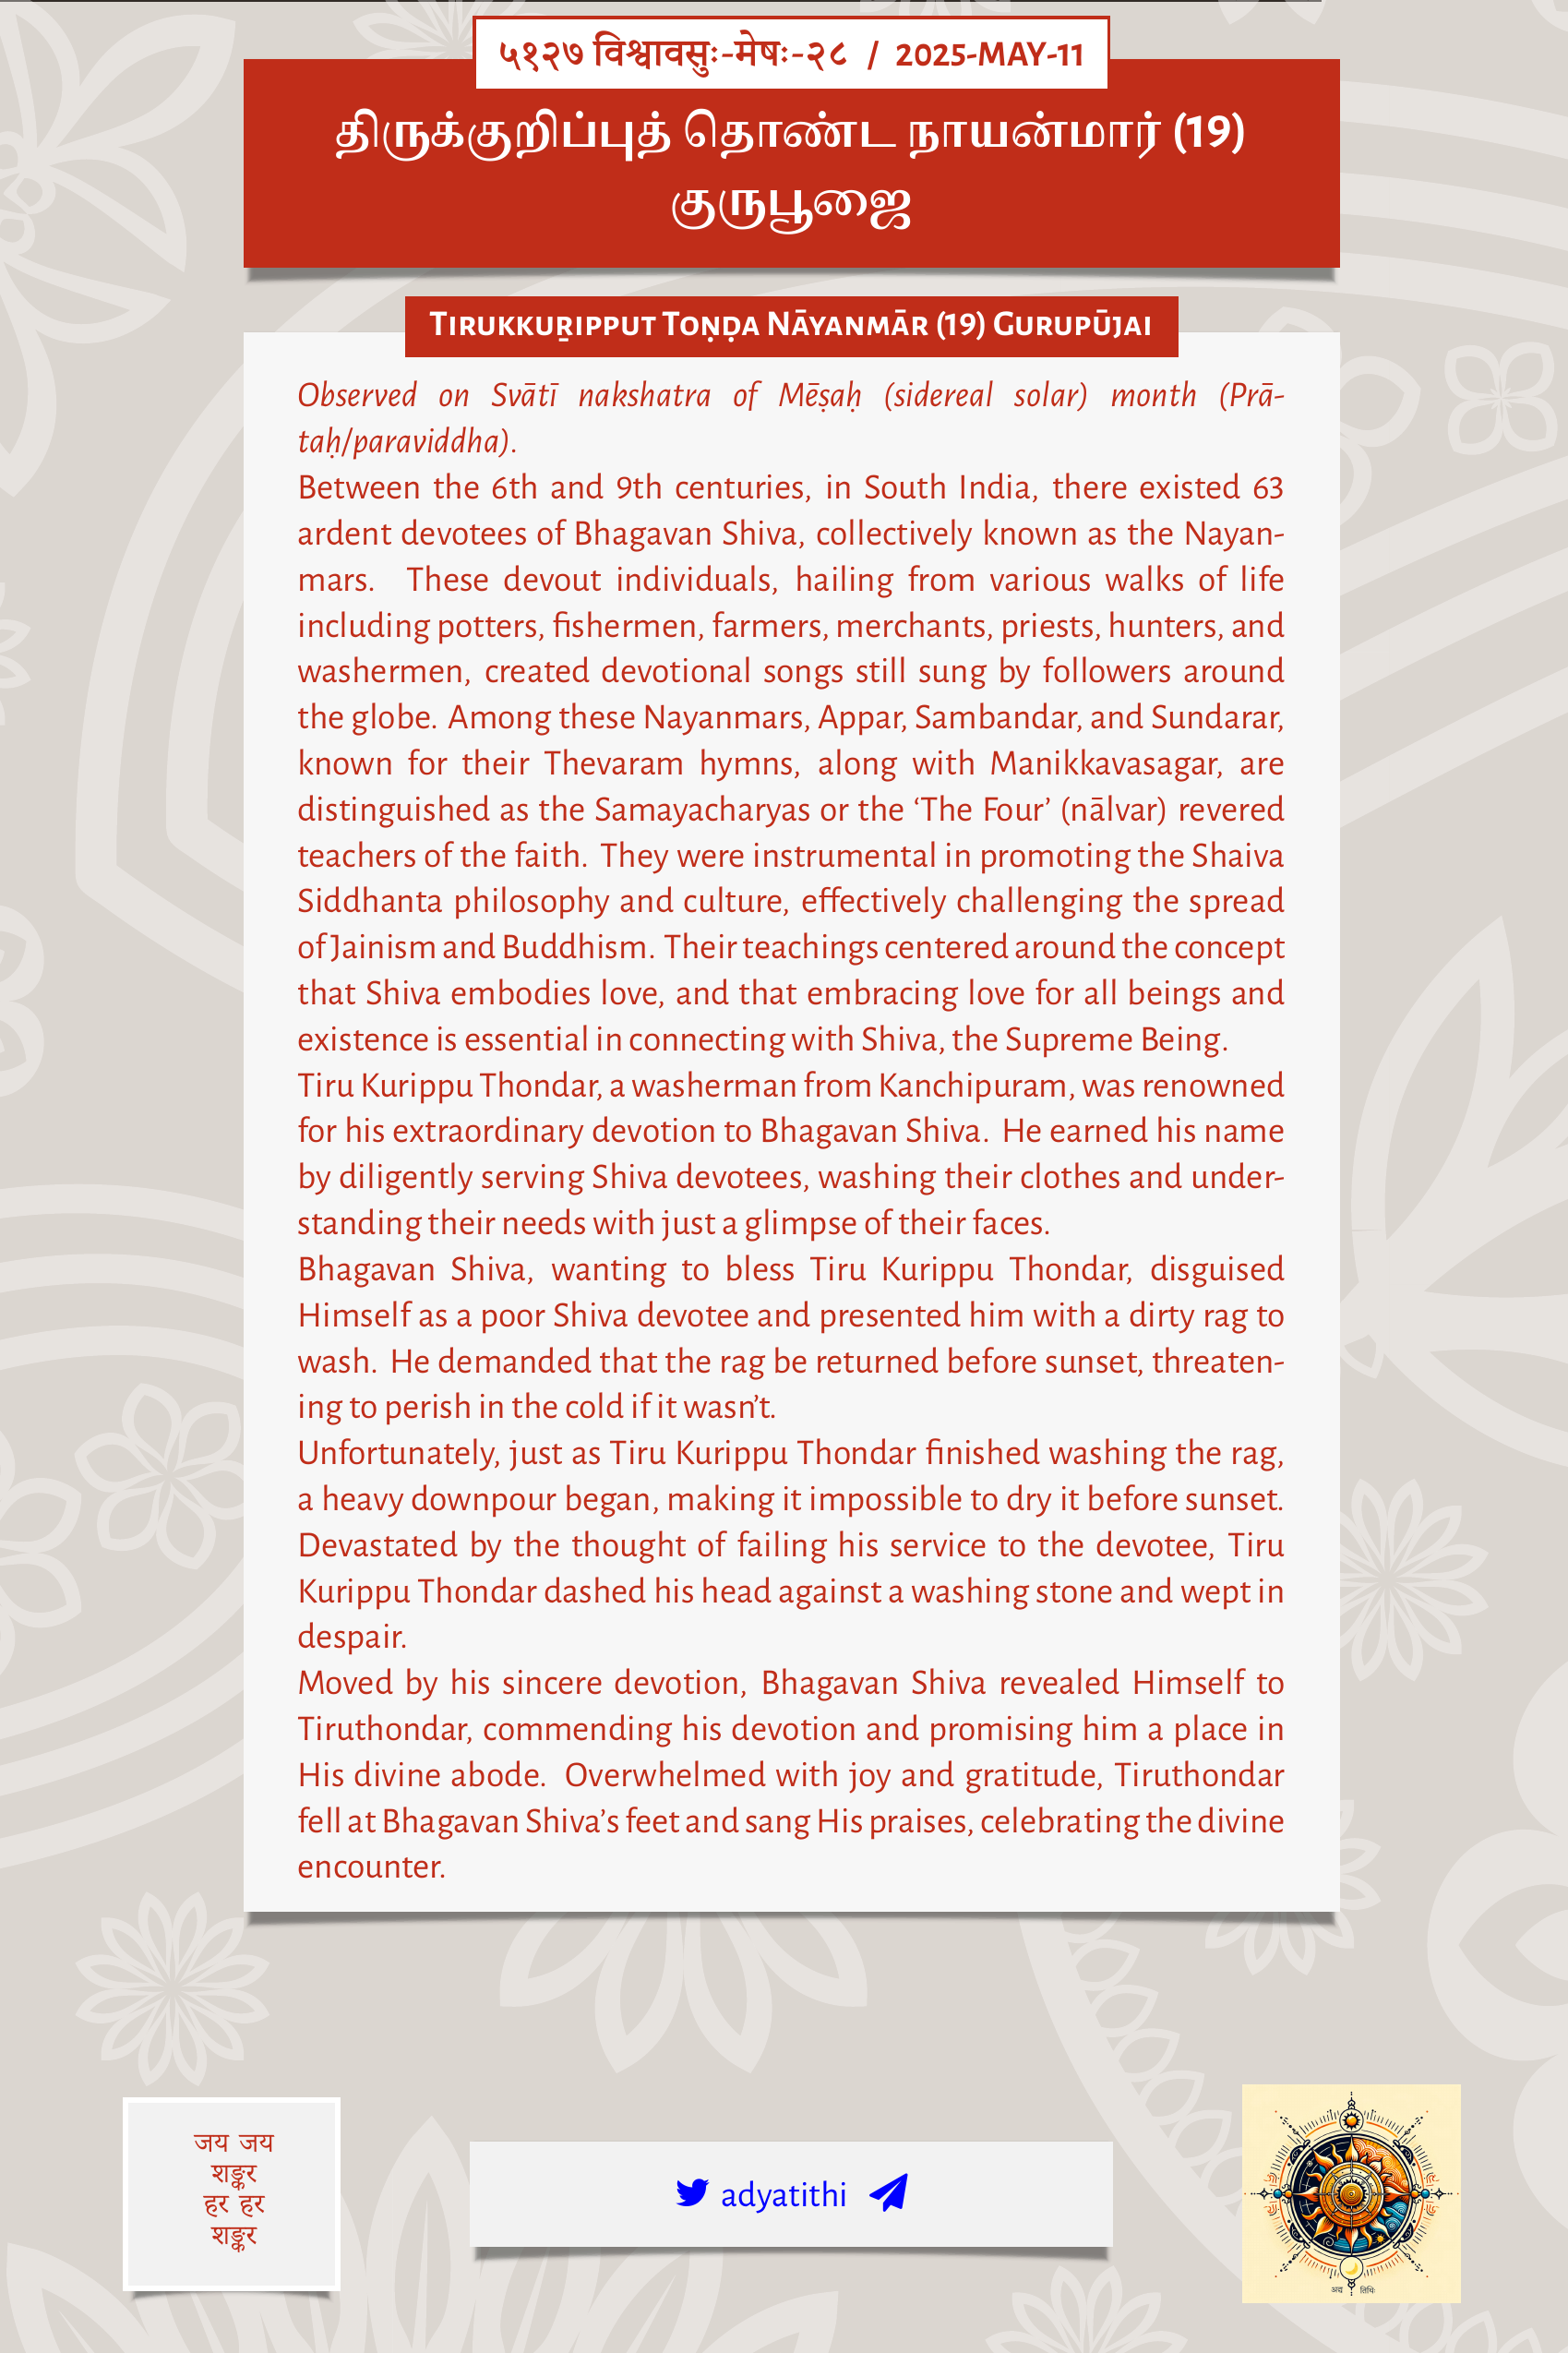 ५१२७ विश्वावसुः-मेषः-२८ / 2025-MAY-11
திருக்குறிப்புத் தொண்ட நாயன்மார் (19)
குருபூஜை
Tirukkuṟipput Toṇḍa Nāyanmār (19) Gurupūjai
Observed on Svātī nakshatra of Mēṣaḥ (sidereal solar) month (Prā-
taḥ/paraviddha).
Between the 6th and 9th centuries, in South India, there existed 63
ardent devotees of Bhagavan Shiva, collectively known as the Nayan-
mars. These devout individuals, hailing from various walks of life
including potters, fishermen, farmers, merchants, priests, hunters, and
washermen, created devotional songs still sung by followers around
the globe. Among these Nayanmars, Appar, Sambandar, and Sundarar,
known for their Thevaram hymns, along with Manikkavasagar, are
distinguished as the Samayacharyas or the ‘The Four’ (nālvar) revered
teachers of the faith. They were instrumental in promoting the Shaiva
Siddhanta philosophy and culture, effectively challenging the spread
of Jainism and Buddhism. Their teachings centered around the concept
that Shiva embodies love, and that embracing love for all beings and
existence is essential in connecting with Shiva, the Supreme Being.
Tiru Kurippu Thondar, a washerman from Kanchipuram, was renowned
for his extraordinary devotion to Bhagavan Shiva. He earned his name
by diligently serving Shiva devotees, washing their clothes and under-
standing their needs with just a glimpse of their faces.
Bhagavan Shiva, wanting to bless Tiru Kurippu Thondar, disguised
Himself as a poor Shiva devotee and presented him with a dirty rag to
wash. He demanded that the rag be returned before sunset, threaten-
ing to perish in the cold if it wasn’t.
Unfortunately, just as Tiru Kurippu Thondar finished washing the rag,
a heavy downpour began, making it impossible to dry it before sunset.
Devastated by the thought of failing his service to the devotee, Tiru
Kurippu Thondar dashed his head against a washing stone and wept in
despair.
Moved by his sincere devotion, Bhagavan Shiva revealed Himself to
Tiruthondar, commending his devotion and promising him a place in
His divine abode. Overwhelmed with joy and gratitude, Tiruthondar
fell at Bhagavan Shiva’s feet and sang His praises, celebrating the divine
encounter.
जय जय
शङ्कर
हर हर
शङ्कर
adyatithi
अद्य तिथिः